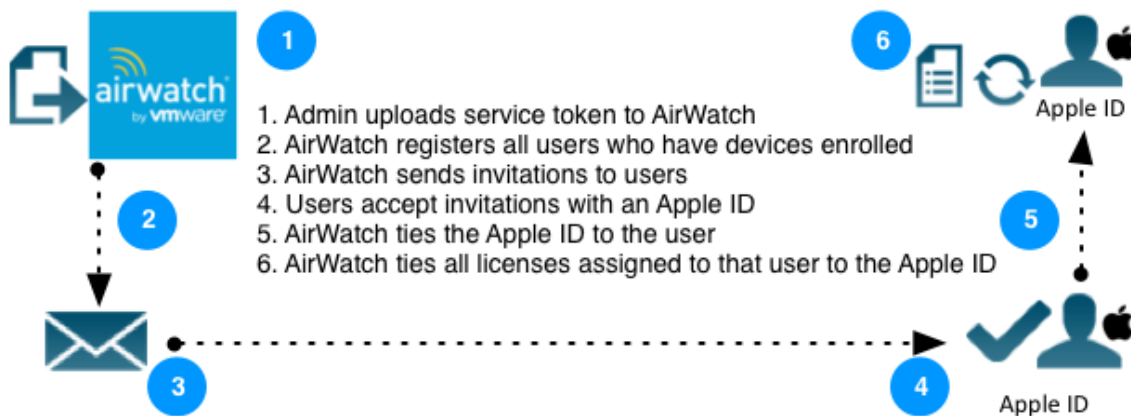 1
6
airwatch
by vmware
Apple ID
1. Admin uploads service token to AirWatch
2. AirWatch registers all users who have devices enrolled
3. AirWatch sends invitations to users
4. Users accept invitations with an Apple ID
5. AirWatch ties the Apple ID to the user
6. AirWatch ties all licenses assigned to that user to the Apple ID
2
5
3
4
Apple ID